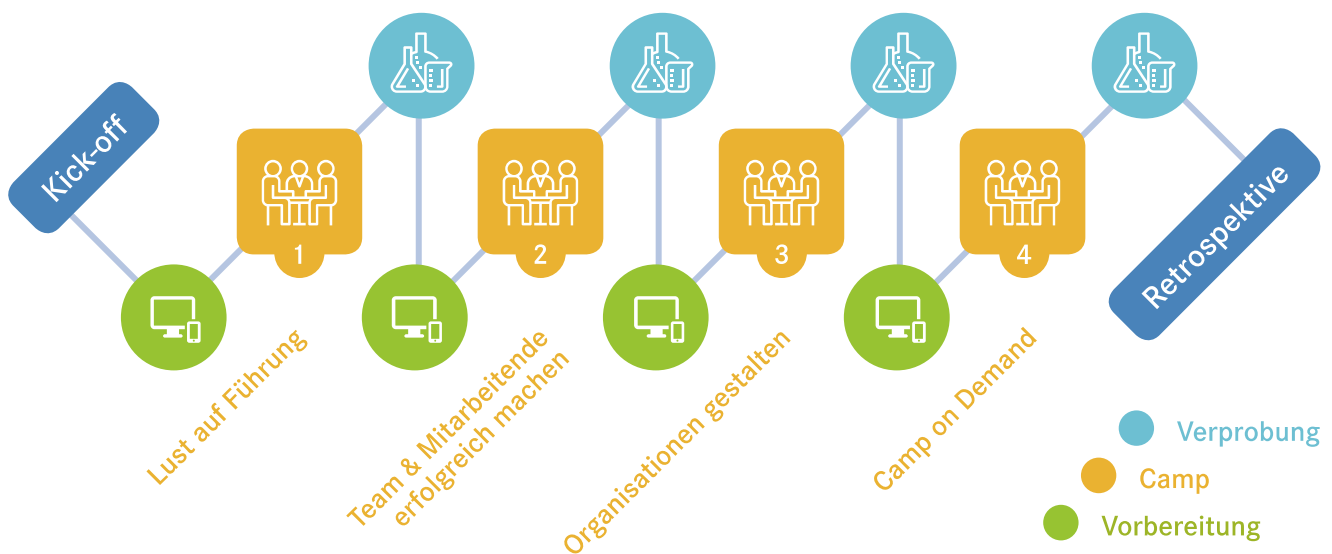 Kick-off
1
2
3
4
Retrospektive
Lust auf Führung
Team & Mitarbeitende
erfolgreich machen
Organisationen gestalten
Camp on Demand
Verprobung
Camp
Vorbereitung